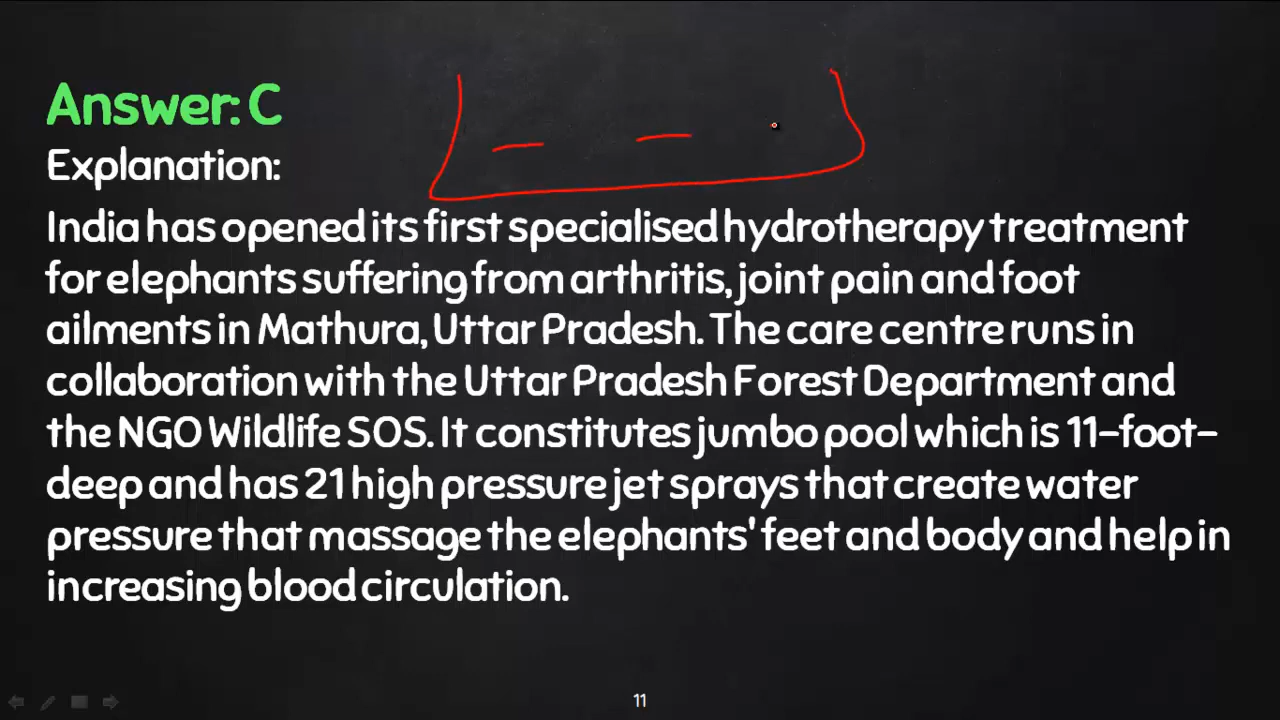 Answer: C
Explanation:
India has opened its first specialised hydrotherapy treatment
for elephants suffering from arthritis, joint pain and foot
ailments in Mathura, Uttar Pradesh. The care centre runs in
collaboration with the Uttar Pradesh Forest Department and
the NGO Wildlife SOS. It constitutes jumbo pool which is 11-foot-
deep and has 21 high pressure jet sprays that create water
pressure that massage the elephants' feet and body and help in
increasing blood circulation.
11